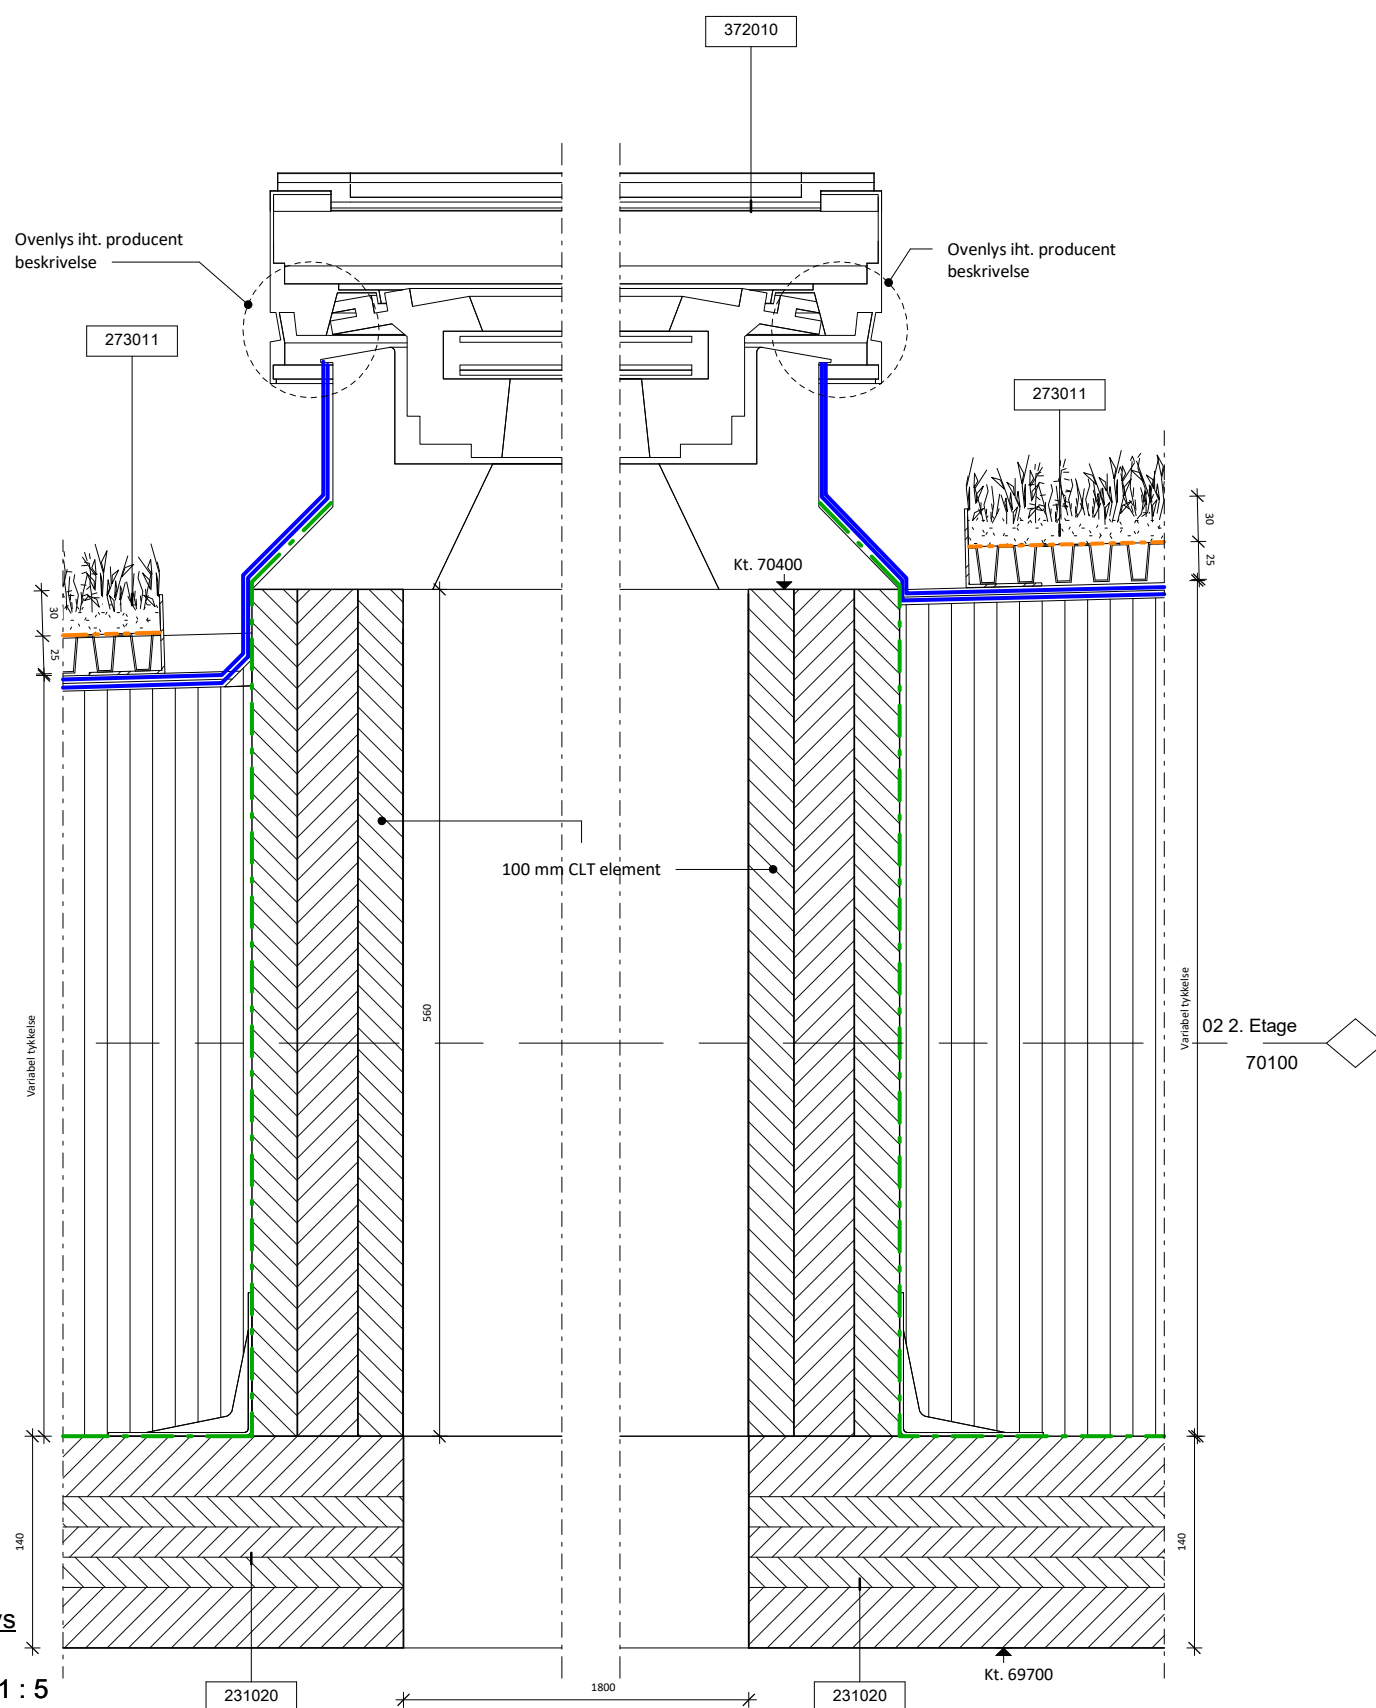 372010
Ovenlys iht. producent
beskrivelse
Ovenlys iht. producent
beskrivelse
273011
273011
30
25
Kt. 70400
30
25
100 mm CLT element
560
Variabel tykkelse
Variabel tykkelse
02 2. Etage
70100
140
140
1 : 5
231020
1800
231020
Kt. 69700